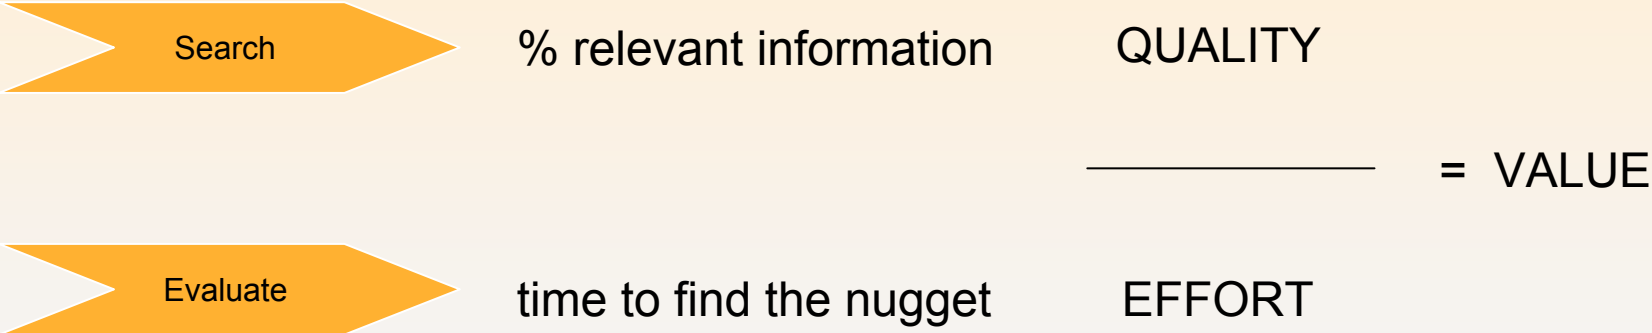 Search % relevant information QUALITY
= VALUE
Evaluate time to find the nugget EFFORT